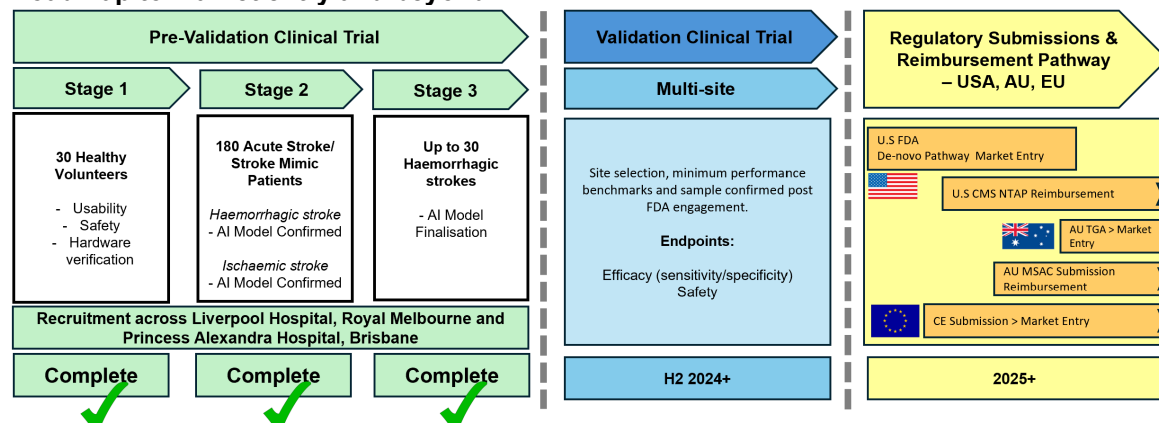 Pre-Validation Clinical Trial
Stage 1
Stage 2
Stage 3
30 Healthy
Volunteers
- Usability
- Safety
- Hardware
verification
180 Acute Stroke/
Stroke Mimic
Patients
Haemorrhagic stroke
- AI Model Confirmed
Ischaemic stroke
- AI Model Confirmed
Up to 30
Haemorrhagic
strokes
- AI Model
Finalisation
Recruitment across Liverpool Hospital, Royal Melbourne and
Princess Alexandra Hospital, Brisbane
Complete
Complete
Complete
Validation Clinical Trial
Multi-site
Site selection, minimum performance
benchmarks and sample confirmed post
FDA engagement.
Endpoints:
Efficacy (sensitivity/specificity)
Safety
H2 2024+
Regulatory Submissions &
Reimbursement Pathway
– USA, AU, EU
U.S FDA
De-novo Pathway Market Entry
U.S CMS NTAP Reimbursement
AU TGA > Market
Entry
AU MSAC Submission
Reimbursement
CE Submission > Market Entry
2025+